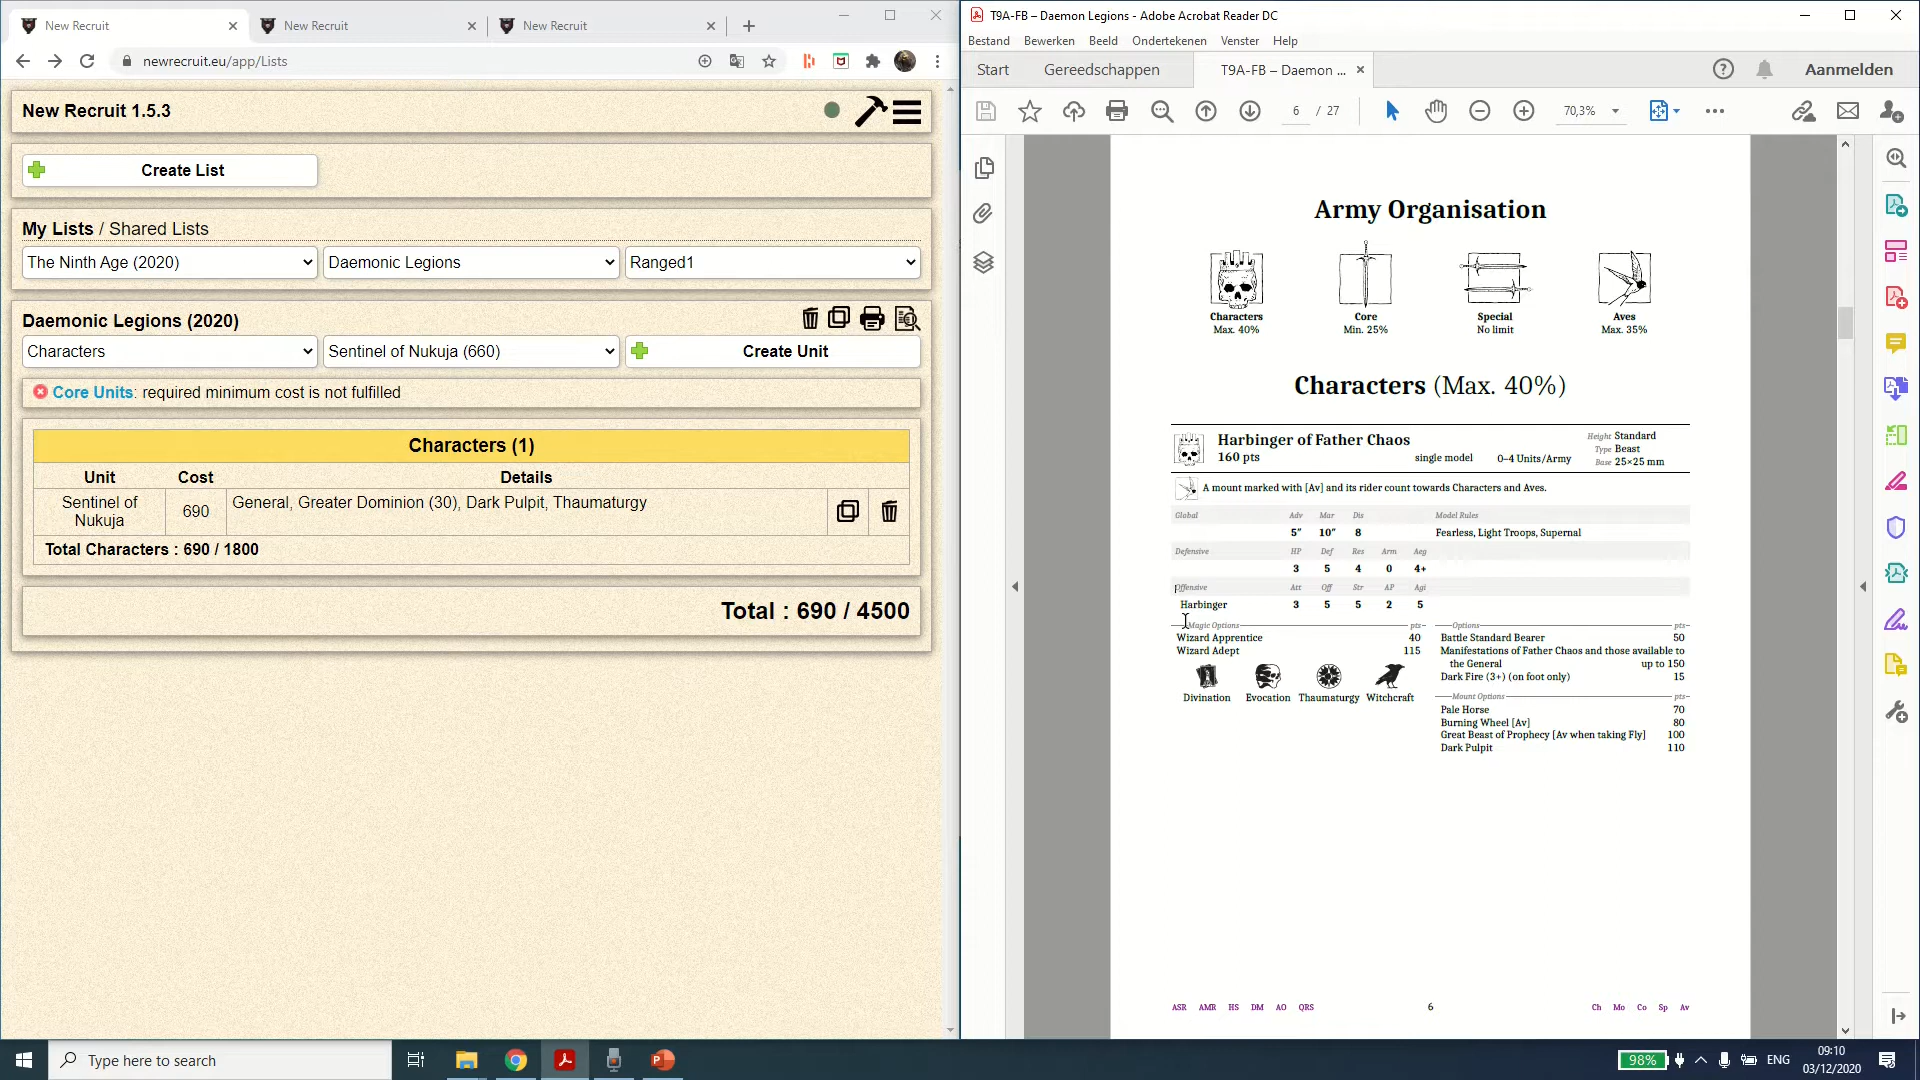 New Recruit
New Recruit
New Recruit
newrecruit.eu/app/Lists
New Recruit 1.5.3
Create List
My Lists / Shared Lists
The Ninth Age (2020)
Daemonic Legions
Ranged1
Daemonic Legions (2020)
Characters
Sentinel of Nukuja (660)
Create Unit
Core Units: required minimum cost is not fulfilled
Characters (1)
Unit Cost Details
Sentinel of
Nukuja
690
General, Greater Dominion (30), Dark Pulpit, Thaumaturgy
Total Characters : 690 / 1800
Total : 690 / 4500
T9A-FB – Daemon Legions - Adobe Acrobat Reader DC
Bestand Bewerken Beeld Ondertekenen Venster Help
Start Gereedschappen T9A-FB – Daemon ... Aanmelden
6 / 27 70,3%
Army Organisation
Characters Core Special Aves
Max. 40% Min. 25% No limit Max. 35%
Characters (Max. 40%)
Harbinger of Father Chaos
160 pts single model 0–4 Units/Army
Height Standard
Type Beast
Base 25×25 mm
A mount marked with [Av] and its rider count towards Characters and Aves.
Global Adv Mar Dis Model Rules
5″ 10″ 8 Fearless, Light Troops, Supernal
Defensive HP Def Res Arm Aeg
3 5 4 0 4+
Offensive Att Off Str AP Agi
Harbinger 3 5 5 2 5
Magic Options pts
Wizard Apprentice 40
Wizard Adept 115
Divination Evocation Thaumaturgy Witchcraft
Options pts
Battle Standard Bearer 50
Manifestations of Father Chaos and those available to
the General up to 150
Dark Fire (3+) (on foot only) 15
Mount Options pts
Pale Horse 70
Burning Wheel [Av] 80
Great Beast of Prophecy [Av when taking Fly] 100
Dark Pulpit 110
ASR AMR HS DM AO QRS 6 Ch Mo Co Sp Av
Type here to search
98% ENG
09:10
03/12/2020